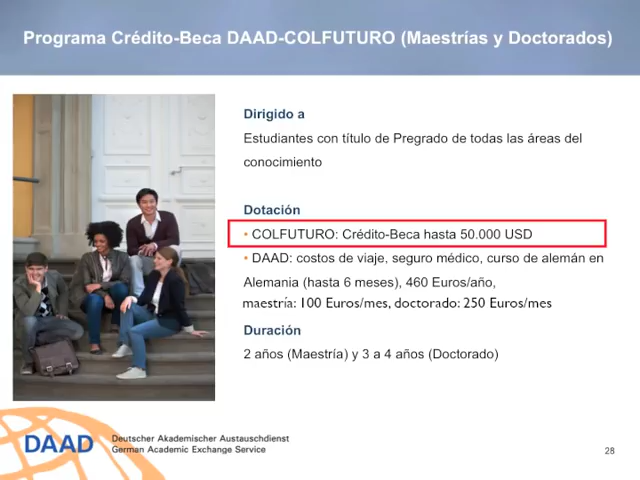 Programa Crédito-Beca DAAD-COLFUTURO (Maestrías y Doctorados)
Dirigido a
Estudiantes con título de Pregrado de todas las áreas del
conocimiento
Dotación
• COLFUTURO: Crédito-Beca hasta 50.000 USD
• DAAD: costos de viaje, seguro médico, curso de alemán en
Alemania (hasta 6 meses), 460 Euros/año,
maestría: 100 Euros/mes, doctorado: 250 Euros/mes
Duración
2 años (Maestría) y 3 a 4 años (Doctorado)
DAAD
Deutscher Akademischer Austauschdienst
German Academic Exchange Service
28